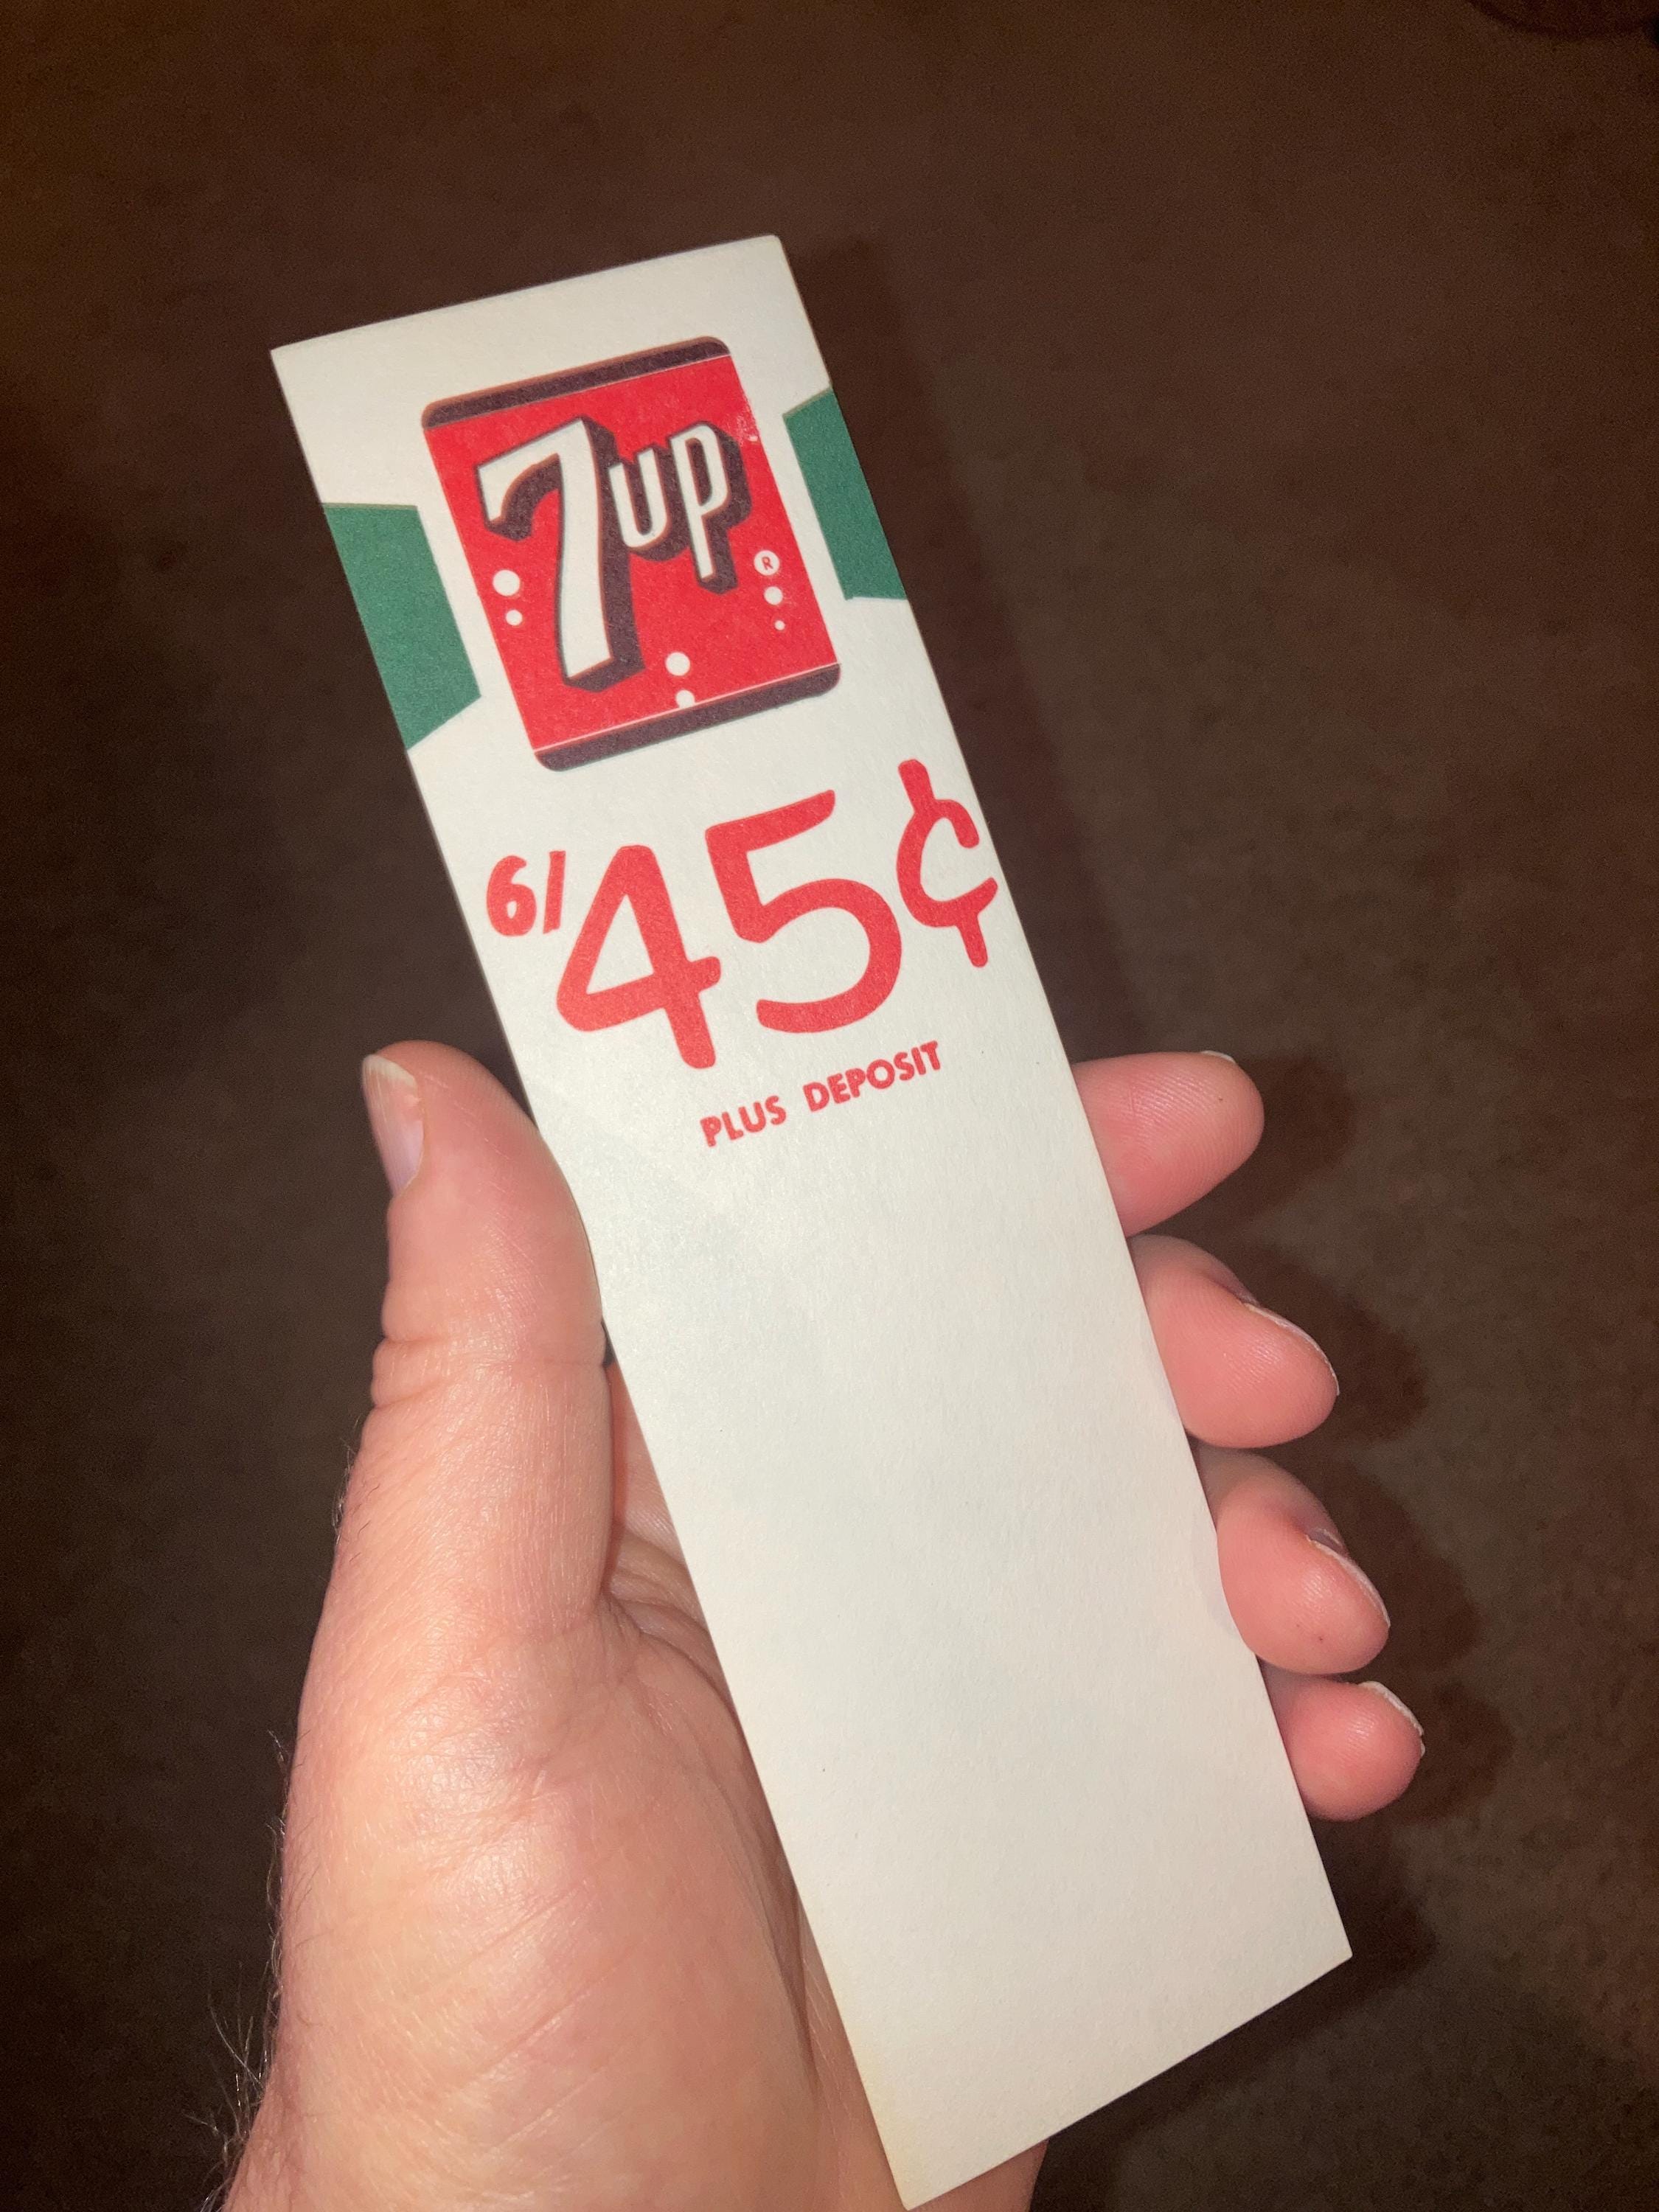 7up
®
6/45¢
PLUS DEPOSIT